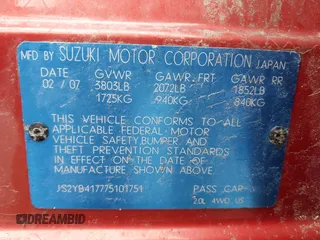 MFD BY SUZUKI MOTOR CORPORATION JAPAN
DATE GVWR GAWR FRT GAWR RR
02 / 07 3803LB 2072LB 1852LB
1725KG 940KG 840KG
THIS VEHICLE CONFORMS TO ALL
APPLICABLE FEDERAL MOTOR
VEHICLE SAFETY,BUMPER, AND
THEFT PREVENTION STANDARDS
IN EFFECT ON THE DATE OF
MANUFACTURE SHOWN ABOVE.
JS2YB417775101751 PASS CAR
2.0L 4WD US
DREAMBID